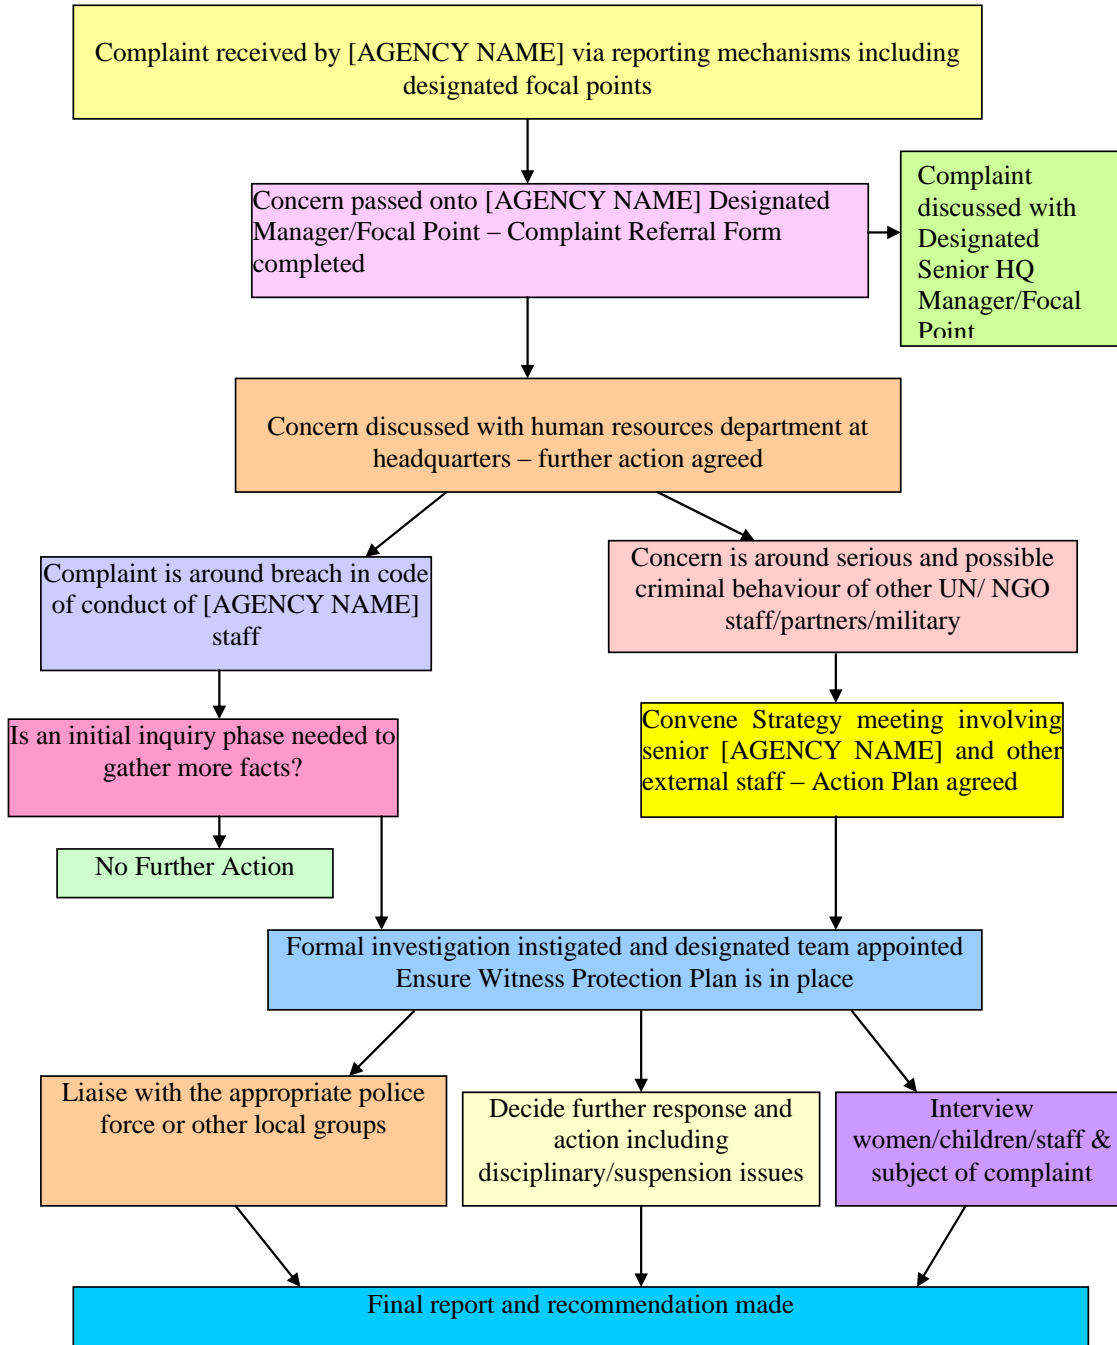 Complaint received by [AGENCY NAME] via reporting mechanisms including
designated focal points
Concern passed onto [AGENCY NAME] Designated
Manager/Focal Point – Complaint Referral Form
completed
Complaint
discussed with
Designated
Senior HQ
Manager/Focal
Point
Concern discussed with human resources department at
headquarters – further action agreed
Complaint is around breach in code
of conduct of [AGENCY NAME]
staff
Concern is around serious and possible
criminal behaviour of other UN/ NGO
staff/partners/military
Is an initial inquiry phase needed to
gather more facts?
Convene Strategy meeting involving
senior [AGENCY NAME] and other
external staff – Action Plan agreed
No Further Action
Formal investigation instigated and designated team appointed
Ensure Witness Protection Plan is in place
Liaise with the appropriate police
force or other local groups
Decide further response and
action including
disciplinary/suspension issues
Interview
women/children/staff &
subject of complaint
Final report and recommendation made